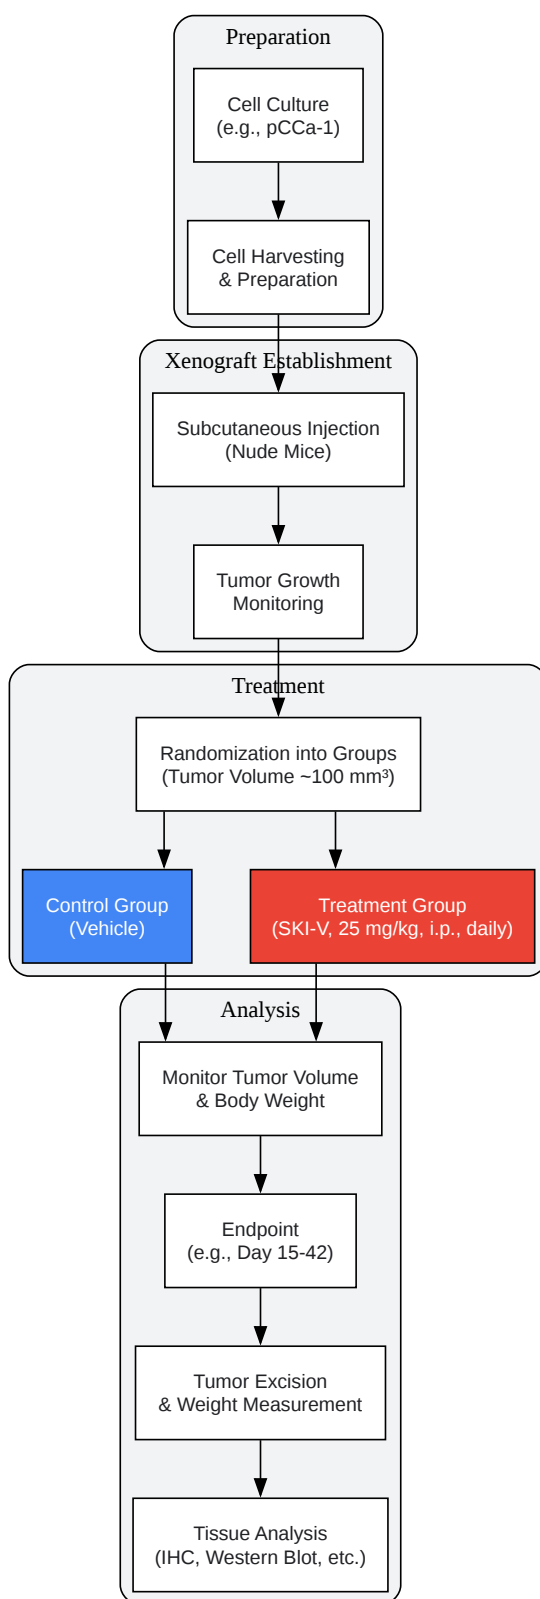 Preparation
Cell Culture
(e.g., pCCa-1)
Cell Harvesting
& Preparation
Xenograft Establishment
Subcutaneous Injection
(Nude Mice)
Tumor Growth
Monitoring
Treatment
Randomization into Groups
(Tumor Volume ~100 mm³)
Control Group
(Vehicle)
Treatment Group
(SKI-V, 25 mg/kg, i.p., daily)
Analysis
Monitor Tumor Volume
& Body Weight
Endpoint
(e.g., Day 15-42)
Tumor Excision
& Weight Measurement
Tissue Analysis
(IHC, Western Blot, etc.)